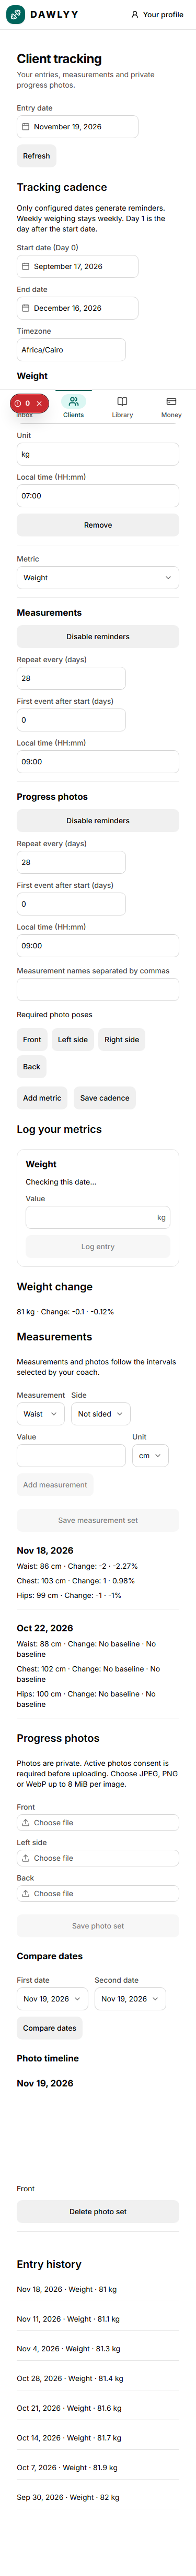 DAWLYY
Your profile
Client tracking
Your entries, measurements and private
progress photos.
Entry date
November 19, 2026
Refresh
Tracking cadence
Only configured dates generate reminders.
Weekly weighing stays weekly. Day 1 is the
day after the start date.
Start date (Day 0)
September 17, 2026
End date
December 16, 2026
Timezone
Africa/Cairo
Weight
0
Inbox
Clients
Library
Money
Unit
kg
Local time (HH:mm)
07:00
Remove
Metric
Weight
Measurements
Disable reminders
Repeat every (days)
28
First event after start (days)
0
Local time (HH:mm)
09:00
Progress photos
Disable reminders
Repeat every (days)
28
First event after start (days)
0
Local time (HH:mm)
09:00
Measurement names separated by commas
Required photo poses
Front
Left side
Right side
Back
Add metric
Save cadence
Log your metrics
Weight
Checking this date...
Value
kg
Log entry
Weight change
81 kg · Change: -0.1 · -0.12%
Measurements
Measurements and photos follow the intervals
selected by your coach.
Measurement Side
Waist
Not sided
Value
Unit
cm
Add measurement
Save measurement set
Nov 18, 2026
Waist: 86 cm · Change: -2 · -2.27%
Chest: 103 cm · Change: 1 · 0.98%
Hips: 99 cm · Change: -1 · -1%
Oct 22, 2026
Waist: 88 cm · Change: No baseline · No
baseline
Chest: 102 cm · Change: No baseline · No
baseline
Hips: 100 cm · Change: No baseline · No
baseline
Progress photos
Photos are private. Active photos consent is
required before uploading. Choose JPEG, PNG
or WebP up to 8 MiB per image.
Front
Choose file
Left side
Choose file
Back
Choose file
Save photo set
Compare dates
First date
Second date
Nov 19, 2026
Nov 19, 2026
Compare dates
Photo timeline
Nov 19, 2026
Front
Delete photo set
Entry history
Nov 18, 2026 · Weight · 81 kg
Nov 11, 2026 · Weight · 81.1 kg
Nov 4, 2026 · Weight · 81.3 kg
Oct 28, 2026 · Weight · 81.4 kg
Oct 21, 2026 · Weight · 81.6 kg
Oct 14, 2026 · Weight · 81.7 kg
Oct 7, 2026 · Weight · 81.9 kg
Sep 30, 2026 · Weight · 82 kg